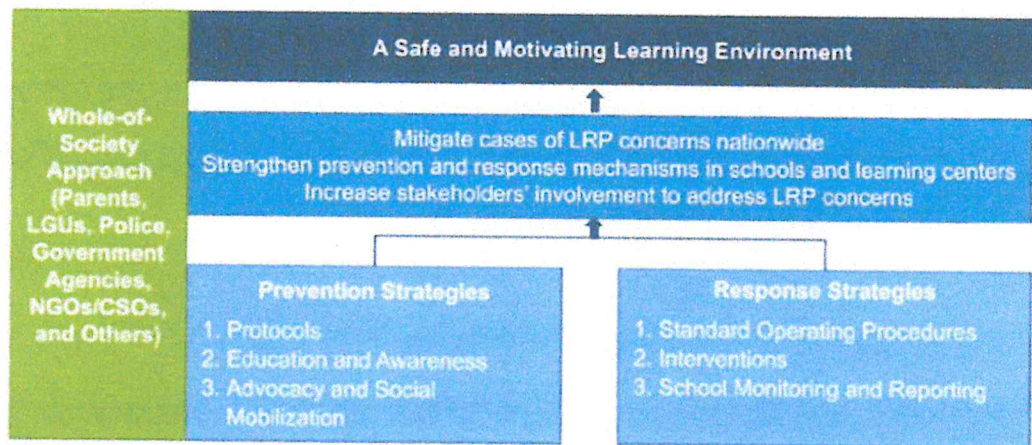 A Safe and Motivating Learning Environment
Whole-of-
Society
Approach
(Parents,
LGUs, Police,
Government
Agencies,
NGOs/CSOs,
and Others)
Mitigate cases of LRP concerns nationwide
Strengthen prevention and response mechanisms in schools and learning centers
Increase stakeholders' involvement to address LRP concerns
Prevention Strategies
1. Protocols
2. Education and Awareness
3. Advocacy and Social
Mobilization
Response Strategies
1. Standard Operating Procedures
2. Interventions
3. School Monitoring and Reporting